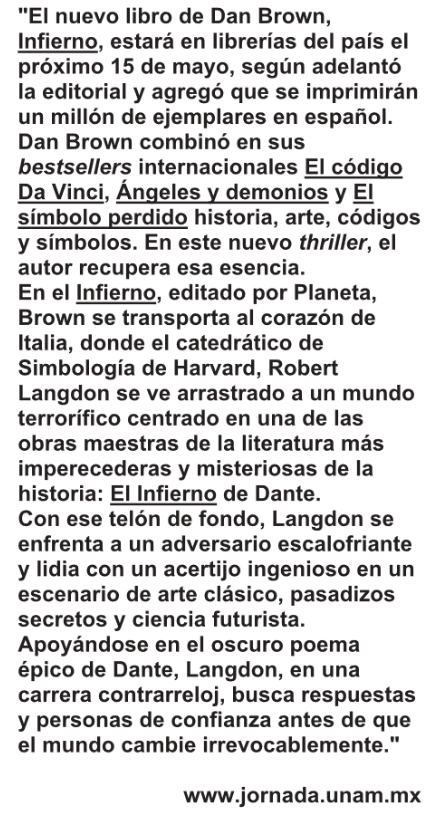 "El nuevo libro de Dan Brown,
Infierno, estará en librerías del país el
próximo 15 de mayo, según adelantó
la editorial y agregó que se imprimirán
un millón de ejemplares en español.
Dan Brown combinó en sus
bestsellers internacionales El código
Da Vinci, Ángeles y demonios y El
símbolo perdido historia, arte, códigos
y símbolos. En este nuevo thriller, el
autor recupera esa esencia.
En el Infierno, editado por Planeta,
Brown se transporta al corazón de
Italia, donde el catedrático de
Simbología de Harvard, Robert
Langdon se ve arrastrado a un mundo
terrorífico centrado en una de las
obras maestras de la literatura más
imperecederas y misteriosas de la
historia: El Infierno de Dante.
Con ese telón de fondo, Langdon se
enfrenta a un adversario escalofriante
y lidia con un acertijo ingenioso en un
escenario de arte clásico, pasadizos
secretos y ciencia futurista.
Apoyándose en el oscuro poema
épico de Dante, Langdon, en una
carrera contrarreloj, busca respuestas
y personas de confianza antes de que
el mundo cambie irrevocablemente."
www.jornada.unam.mx